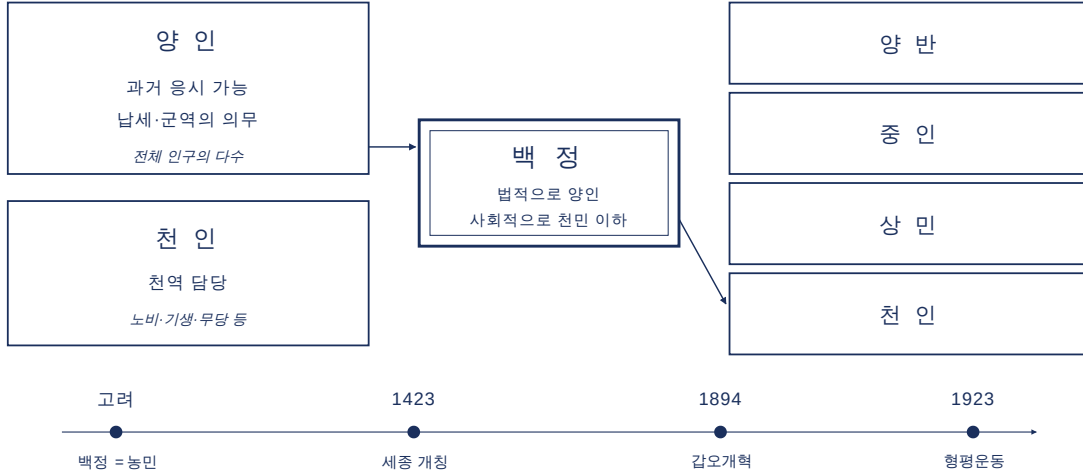 양 인
과거 응시 가능
납세·군역의 의무
전체 인구의 다수
천 인
천역 담당
노비·기생·무당 등
백 정
법적으로 양인
사회적으로 천민 이하
양 반
중 인
상 민
천 인
고려
1423
1894
1923
백정 =농민
세종 개칭
갑오개혁
형평운동